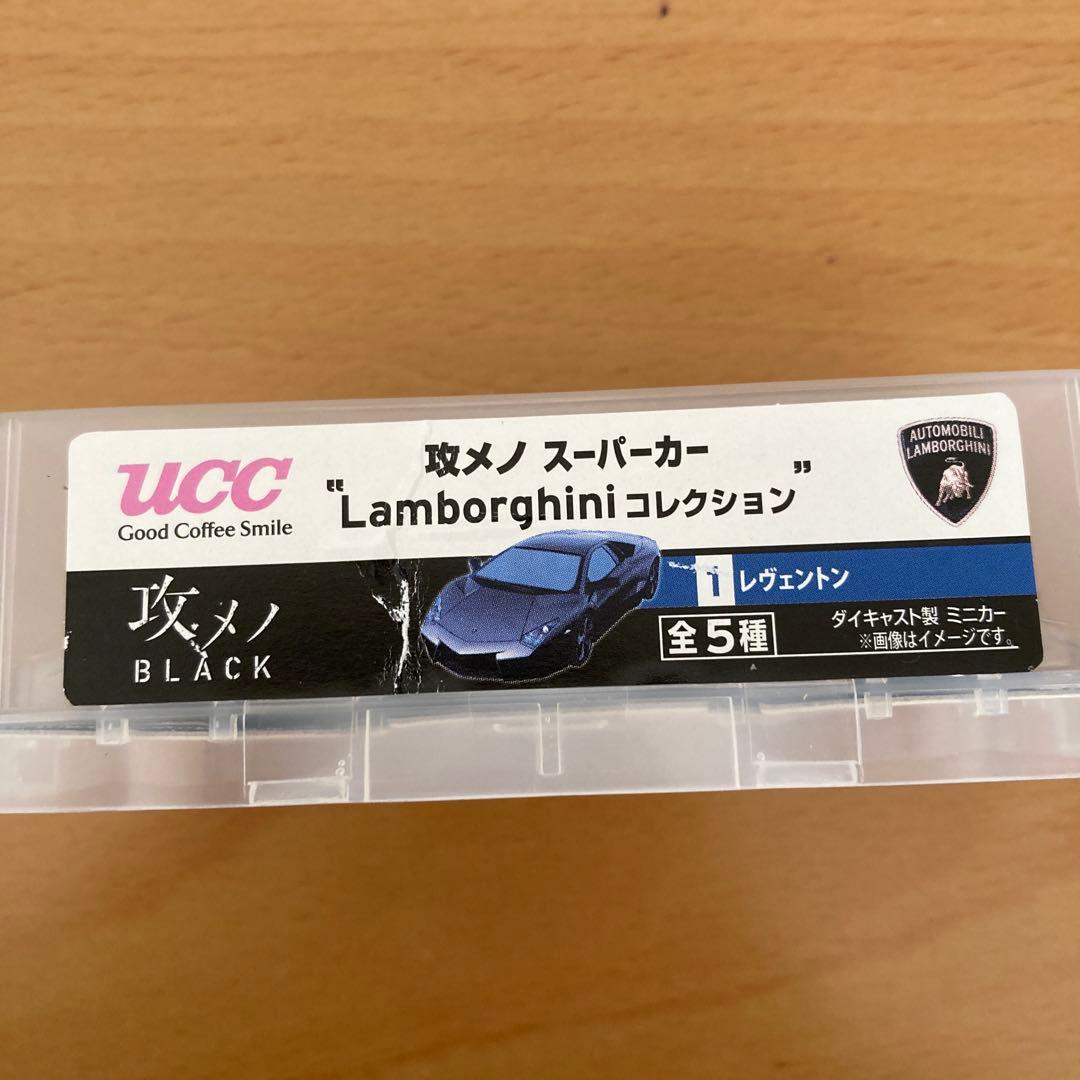 ucc
Good Coffee Smile
攻メノ スーパーカー
“Lamborghini コレクション”
AUTOMOBILI
LAMBORGHINI
攻メノ
BLACK
1 レヴェントン
全5種
ダイキャスト製 ミニカー
※画像はイメージです。